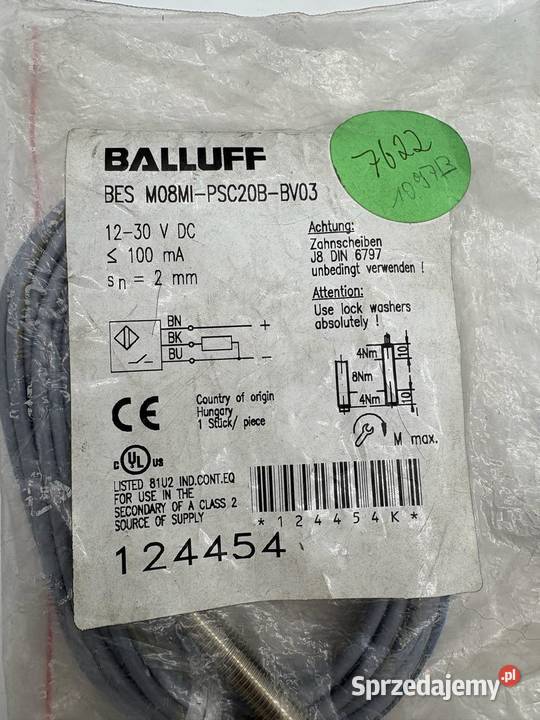 BALLUFF
BES M08MI-PSC20B-BV03
7622
12-30 V DC
≤ 100 mA
sn = 2 mm
Achtung:
Zahnscheiben
J8 DIN 6797
unbedingt verwenden !
Attention:
Use lock washers
absolutely !
BN +
BK
BU -
4Nm 10
8Nm
4Nm 10
M max.
CE
Country of origin
Hungary
1 Stück/ piece
C UL US
LISTED 81U2 IND.CONT.EQ
FOR USE IN THE
SECONDARY OF A CLASS 2
SOURCE OF SUPPLY
*124454K*
124454
Sprzedajemy.pl